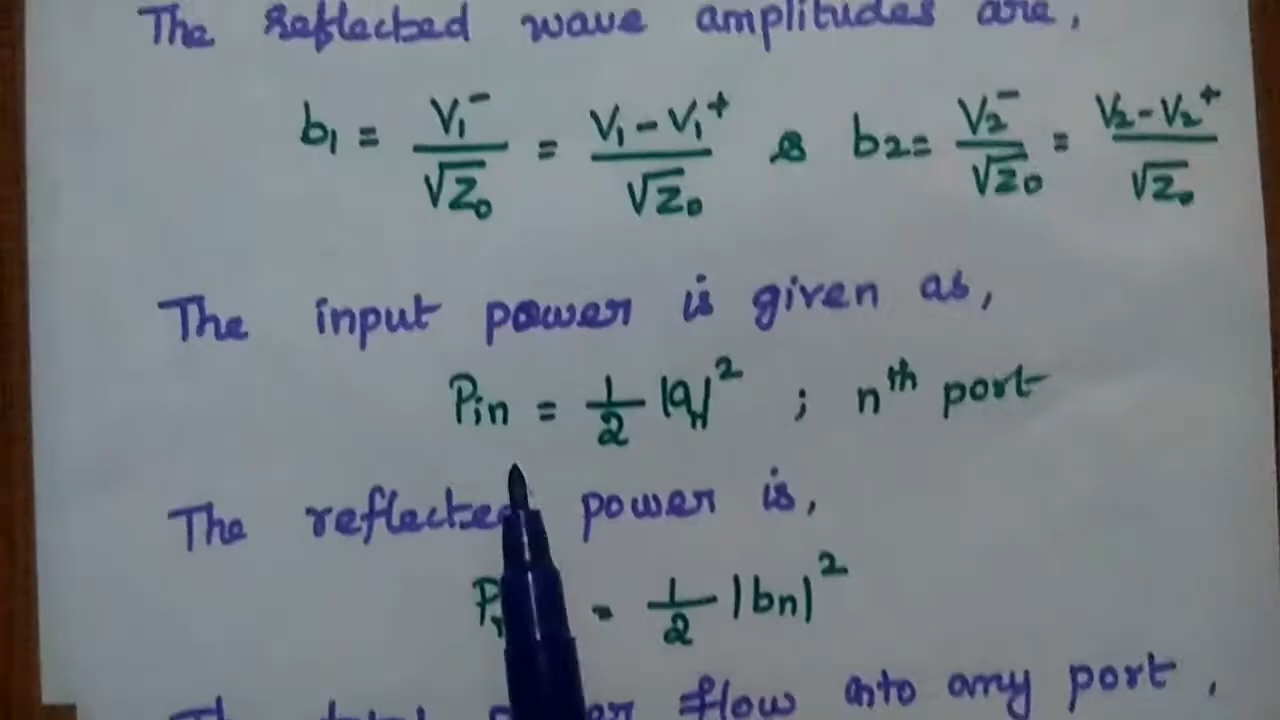 The reflected wave amplitudes are,
b₁ = V₁⁻/√Z₀ = V₁ - V₁⁺/√Z₀ & b₂ = V₂⁻/√Z₀ = V₂ - V₂⁺/√Z₀
The input power is given as,
Pin = 1/2 |aₙ|² ; nᵗʰ port
The reflected power is,
P = 1/2 |bn|²
flow into any port,